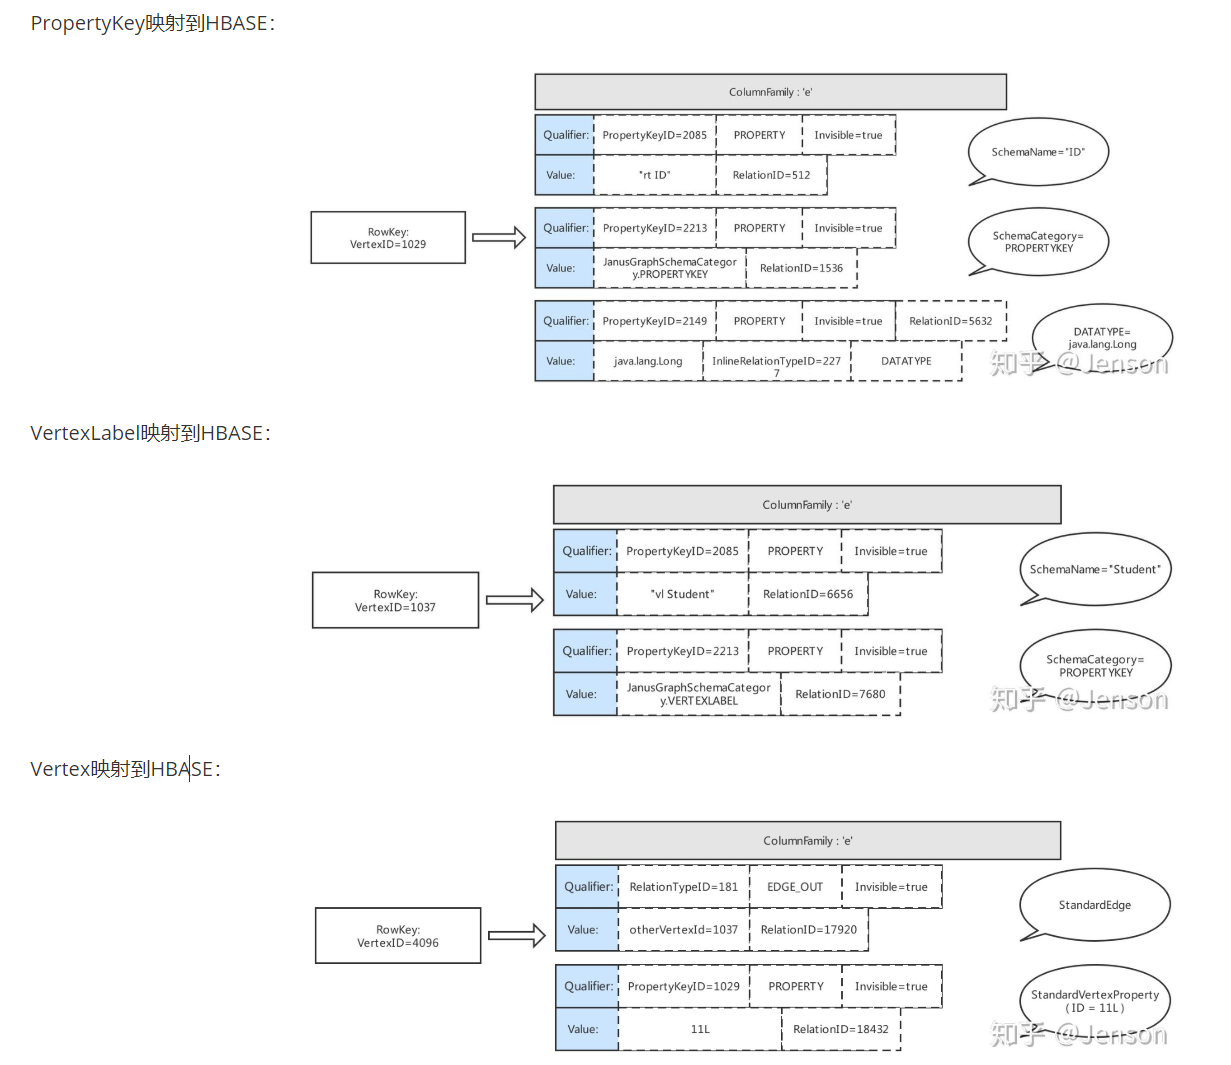 PropertyKey映射到HBASE：
ColumnFamily : 'e'
Qualifier: PropertyKeyID=2085 PROPERTY Invisible=true
SchemaName="ID"
Value: "rt ID" RelationID=512
RowKey:
VertexID=1029
Qualifier: PropertyKeyID=2213 PROPERTY Invisible=true
SchemaCategory=
PROPERTYKEY
Value: JanusGraphSchemaCategor
y.PROPERTYKEY RelationID=1536
Qualifier: PropertyKeyID=2149 PROPERTY Invisible=true RelationID=5632
DATATYPE=
java.lang.Long
Value: java.lang.Long InlineRelationTypeID=227
7 DATATYPE
知乎 @Jenson
VertexLabel映射到HBASE：
ColumnFamily : 'e'
Qualifier: PropertyKeyID=2085 PROPERTY Invisible=true
SchemaName="Student"
Value: "vl Student" RelationID=6656
RowKey:
VertexID=1037
Qualifier: PropertyKeyID=2213 PROPERTY Invisible=true
SchemaCategory=
PROPERTYKEY
Value: JanusGraphSchemaCategor
y.VERTEXLABEL RelationID=7680
知乎 @Jenson
Vertex映射到HBASE：
ColumnFamily : 'e'
Qualifier: RelationTypeID=181 EDGE_OUT Invisible=true
StandardEdge
Value: otherVertexId=1037 RelationID=17920
RowKey:
VertexID=4096
Qualifier: PropertyKeyID=1029 PROPERTY Invisible=true
StandardVertexProperty
（ID = 11L）
Value: 11L RelationID=18432
知乎 @Jenson